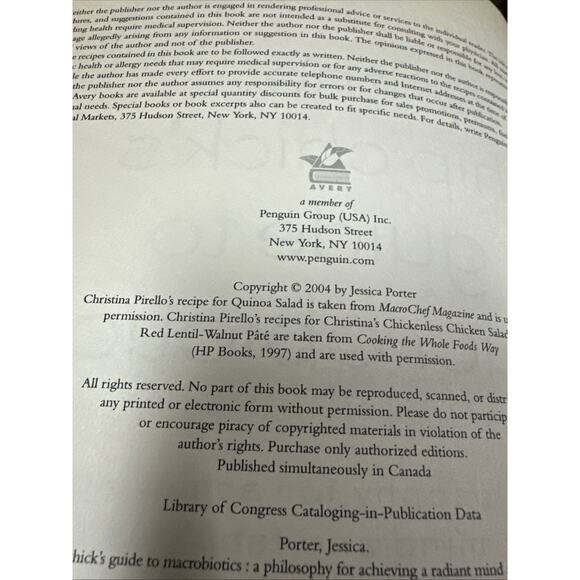 either the publisher nor the author is engaged in rendering professional advice or services to the individual reader.
dures, and suggestions contained in this book are not intended as a substitute for consulting with your physician. All
ding health require medical supervision. Neither the author nor the publisher shall be liable or responsible for any
age allegedly arising from any information or suggestion in this book. The opinions expressed in this book
views of the author and not of the publisher.
e recipes contained in this book are to be followed exactly as written. Neither the publisher nor the author is
c health or allergy needs that may require medical supervision or for any adverse reactions to the recipes contained
le the author has made every effort to provide accurate telephone numbers and Internet addresses at the time of
the publisher nor the author assumes any responsibility for errors or for changes that occur after publication.
Avery books are available at special quantity discounts for bulk purchase for sales promotions, premiums,
nal needs. Special books or book excerpts also can be created to fit specific needs. For details, write Penguin
al Markets, 375 Hudson Street, New York, NY 10014.
AVERY
a member of
Penguin Group (USA) Inc.
375 Hudson Street
New York, NY 10014
www.penguin.com
Copyright © 2004 by Jessica Porter
Christina Pirello's recipe for Quinoa Salad is taken from MacroChef Magazine and is u
permission. Christina Pirello's recipes for Christina's Chickenless Chicken Salad
Red Lentil-Walnut Pâté are taken from Cooking the Whole Foods Way
(HP Books, 1997) and are used with permission.
All rights reserved. No part of this book may be reproduced, scanned, or distr
any printed or electronic form without permission. Please do not particip
or encourage piracy of copyrighted materials in violation of the
author's rights. Purchase only authorized editions.
Published simultaneously in Canada
Library of Congress Cataloging-in-Publication Data
Porter, Jessica.
hick's guide to macrobiotics : a philosophy for achieving a radiant mind